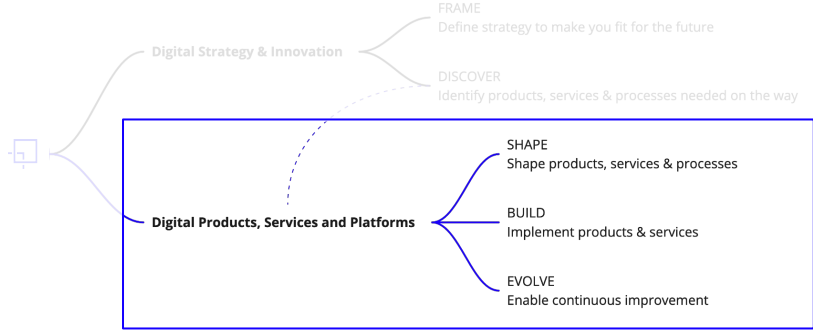 FRAME
Define strategy to make you fit for the future
Digital Strategy & Innovation
DISCOVER
Identify products, services & processes needed on the way
SHAPE
Shape products, services & processes
Digital Products, Services and Platforms
BUILD
Implement products & services
EVOLVE
Enable continuous improvement